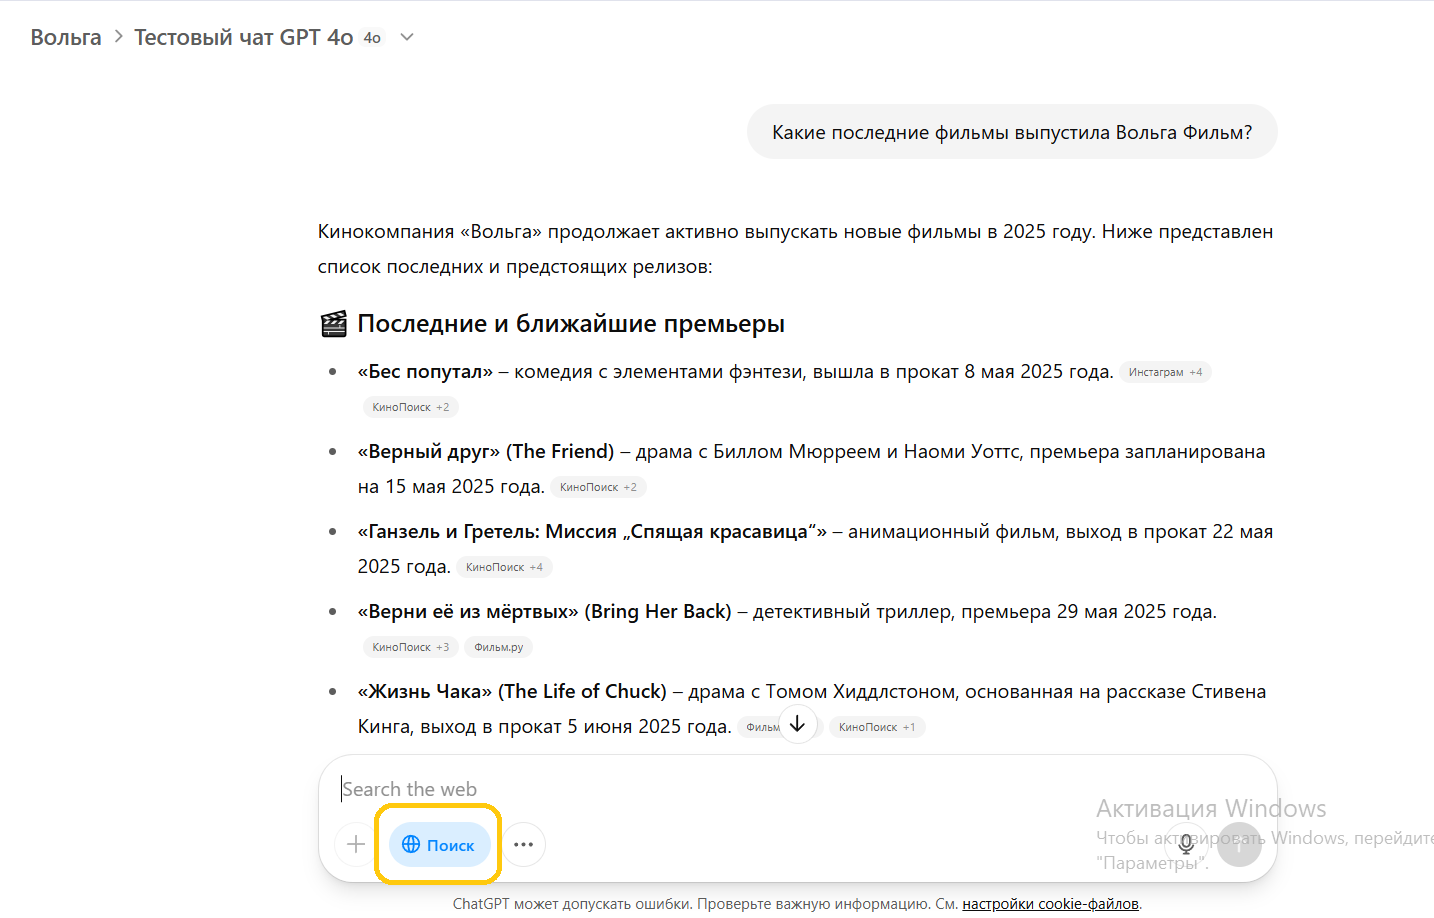 Вольга > Тестовый чат GPT 4o 4o
Какие последние фильмы выпустила Вольга Фильм?
Кинокомпания «Вольга» продолжает активно выпускать новые фильмы в 2025 году. Ниже представлен
список последних и предстоящих релизов:
🎬 Последние и ближайшие премьеры
• «Бес попутал» – комедия с элементами фэнтези, вышла в прокат 8 мая 2025 года. Инстаграм +4
КиноПоиск +2
• «Верный друг» (The Friend) – драма с Биллом Мюрреем и Наоми Уоттс, премьера запланирована
на 15 мая 2025 года. КиноПоиск +2
• «Ганзель и Гретель: Миссия „Спящая красавица“» – анимационный фильм, выход в прокат 22 мая
2025 года. КиноПоиск +4
• «Верни её из мёртвых» (Bring Her Back) – детективный триллер, премьера 29 мая 2025 года.
КиноПоиск +3 Фильм.ру
• «Жизнь Чака» (The Life of Chuck) – драма с Томом Хиддлстоном, основанная на рассказе Стивена
Кинга, выход в прокат 5 июня 2025 года. Фильм КиноПоиск +1
Search the web
Поиск
Активация Windows
Чтобы активировать Windows, перейдите
"Параметры".
ChatGPT может допускать ошибки. Проверьте важную информацию. См. настройки cookie-файлов.